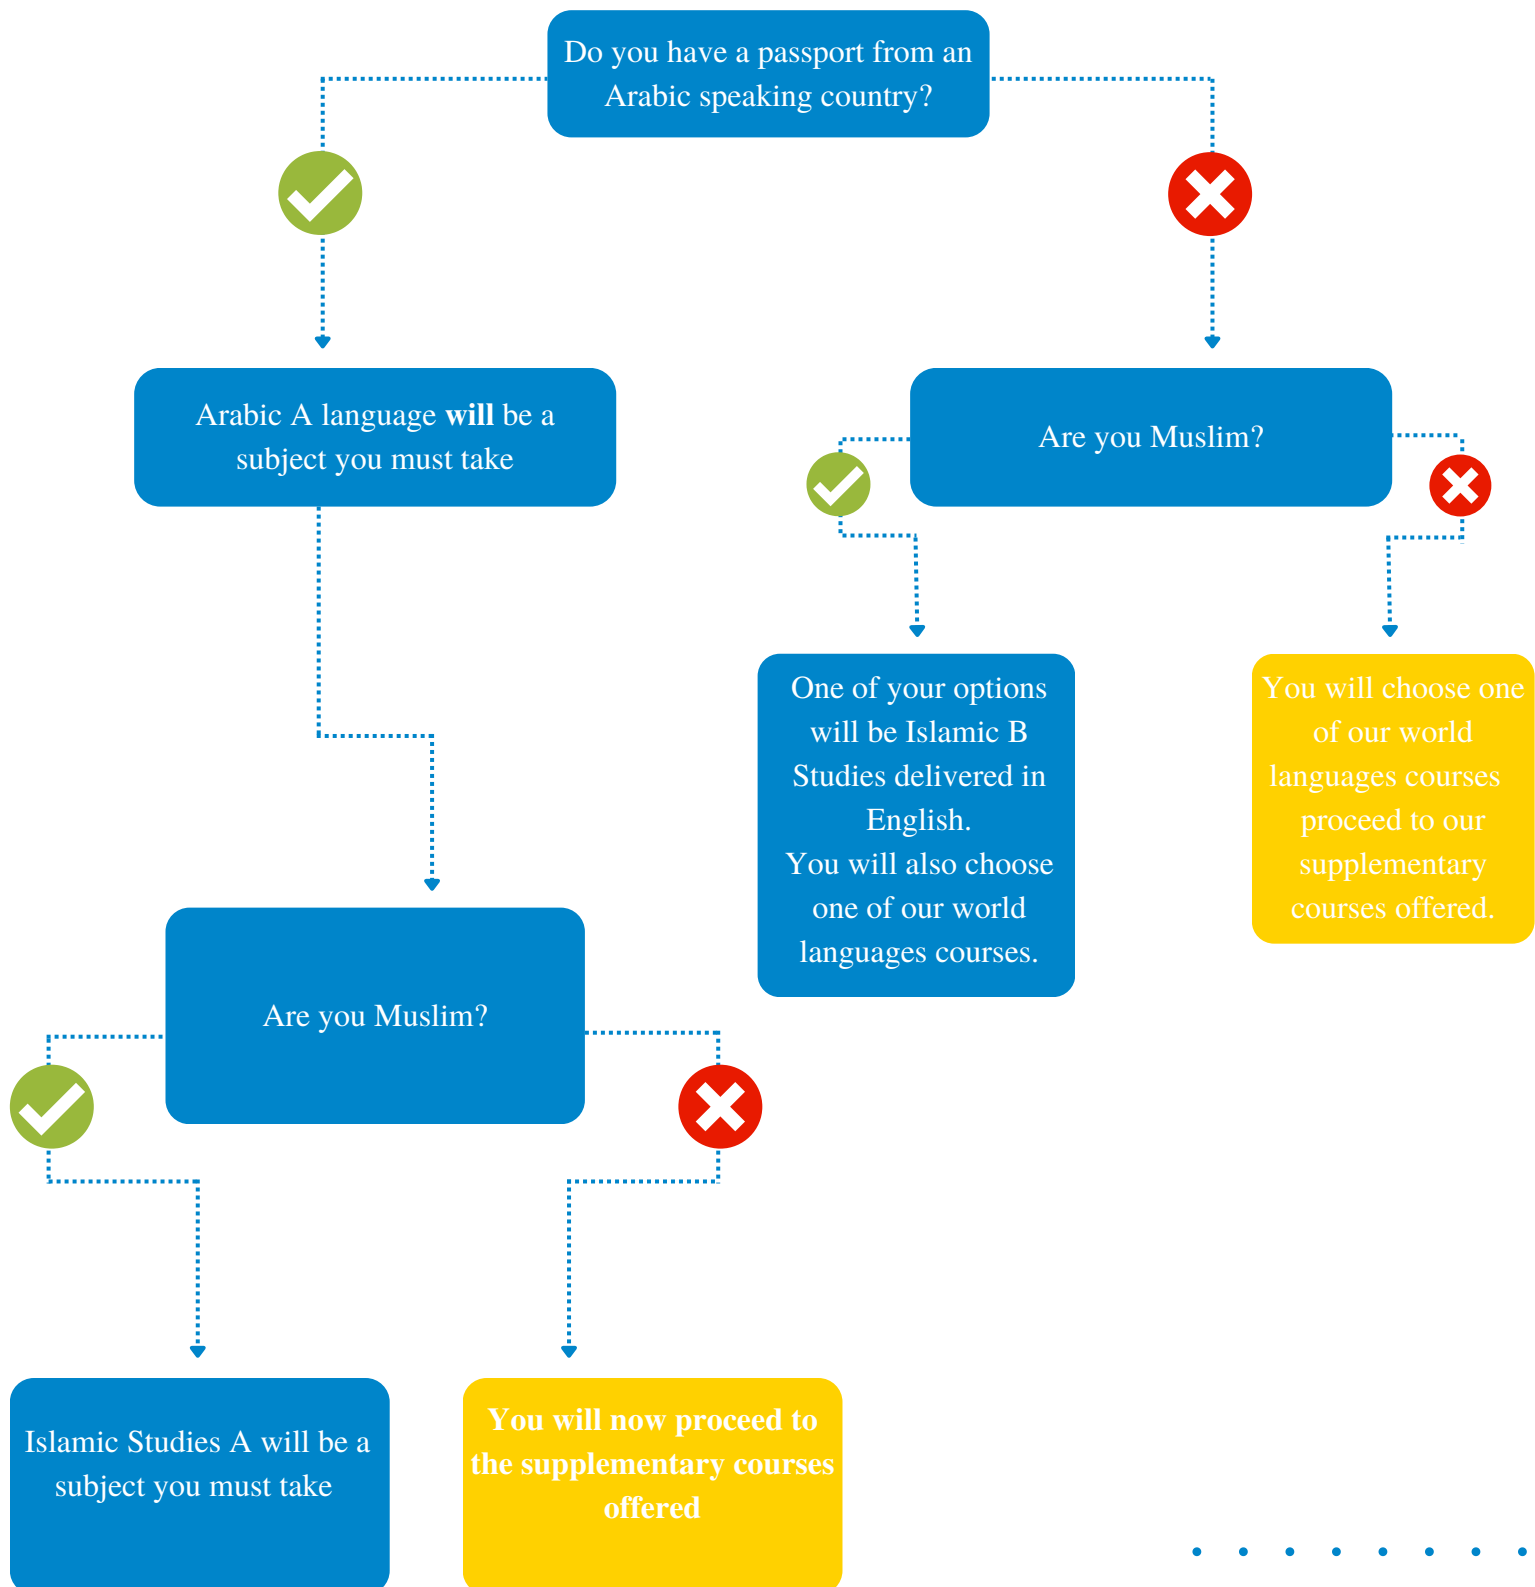 Do you have a passport from an
Arabic speaking country?
Arabic A language will be a
subject you must take
Are you Muslim?
One of your options
will be Islamic B
Studies delivered in
English.
You will also choose
one of our world
languages courses.
You will choose one
of our world
languages courses
proceed to our
supplementary
courses offered.
Are you Muslim?
Islamic Studies A will be a
subject you must take
You will now proceed to
the supplementary courses
offered